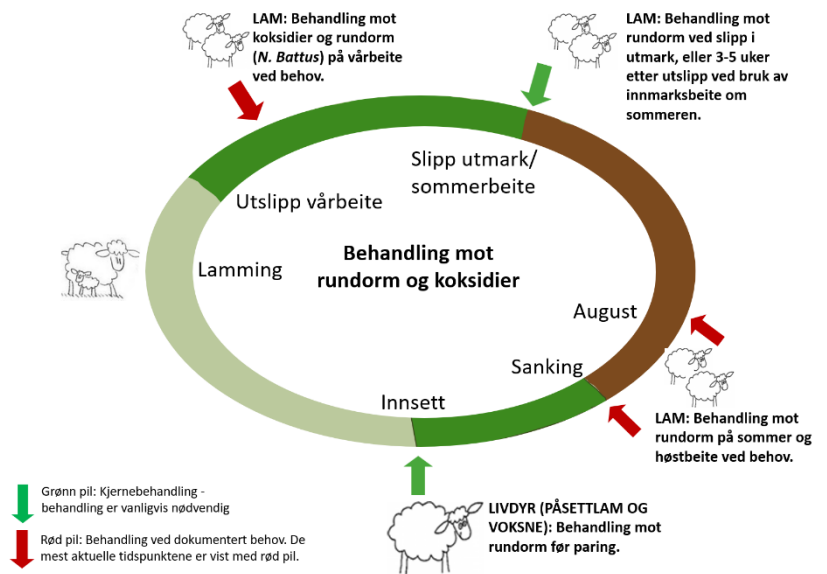 LAM: Behandling mot
koksidier og rundorm
(N. Battus) på vårbeite
ved behov.
LAM: Behandling mot
rundorm ved slipp i
utmark, eller 3-5 uker
etter utslipp ved bruk av
innmarksbeite om
sommeren.
Slipp utmark/
sommerbeite
Utslipp vårbeite
Behandling mot
rundorm og koksidier
Lamming
August
Sanking
Innsett
LAM: Behandling mot
rundorm på sommer og
høstbeite ved behov.
Grønn pil: Kjernebehandling -
behandling er vanligvis nødvendig
Rød pil: Behandling ved dokumentert behov. De
mest aktuelle tidspunktene er vist med rød pil.
LIVDYR (PÅSETTLAM OG
VOKSNE): Behandling mot
rundorm før paring.